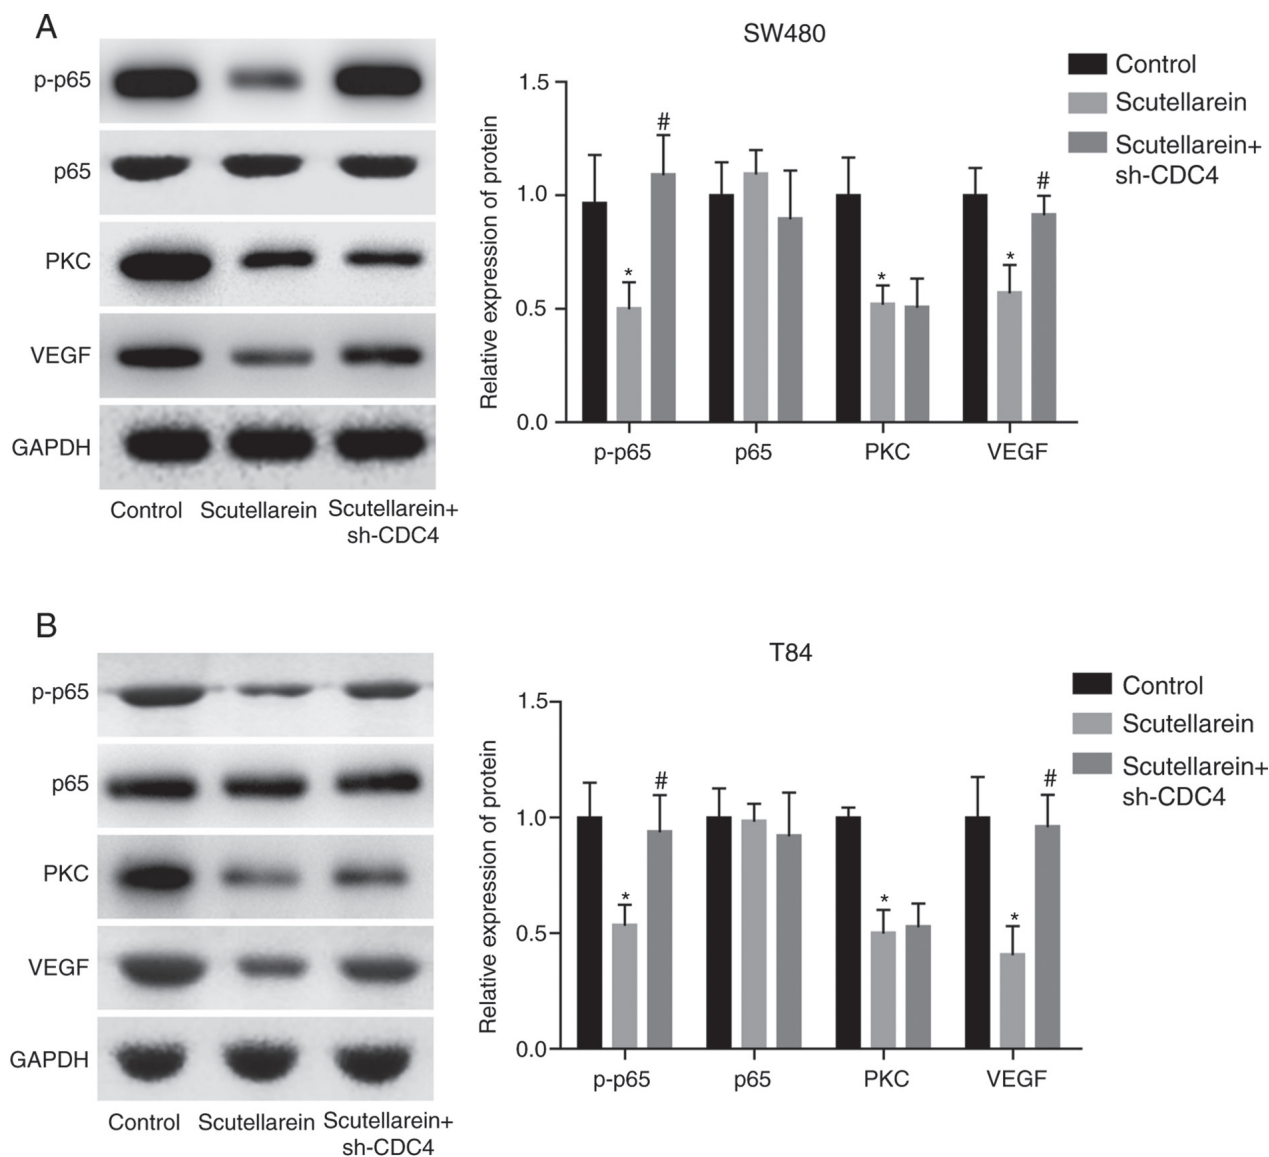 A
p-p65
p65
PKC
VEGF
GAPDH
Control
Scutellarein
Scutellarein+
sh-CDC4
SW480
Relative expression of protein
1.5
1.0
0.5
0.0
*
#
*
*
#
p-p65
p65
PKC
VEGF
Control
Scutellarein
Scutellarein+
sh-CDC4
B
p-p65
p65
PKC
VEGF
GAPDH
Control
Scutellarein
Scutellarein+
sh-CDC4
T84
Relative expression of protein
1.5
1.0
0.5
0.0
*
#
*
*
#
p-p65
p65
PKC
VEGF
Control
Scutellarein
Scutellarein+
sh-CDC4